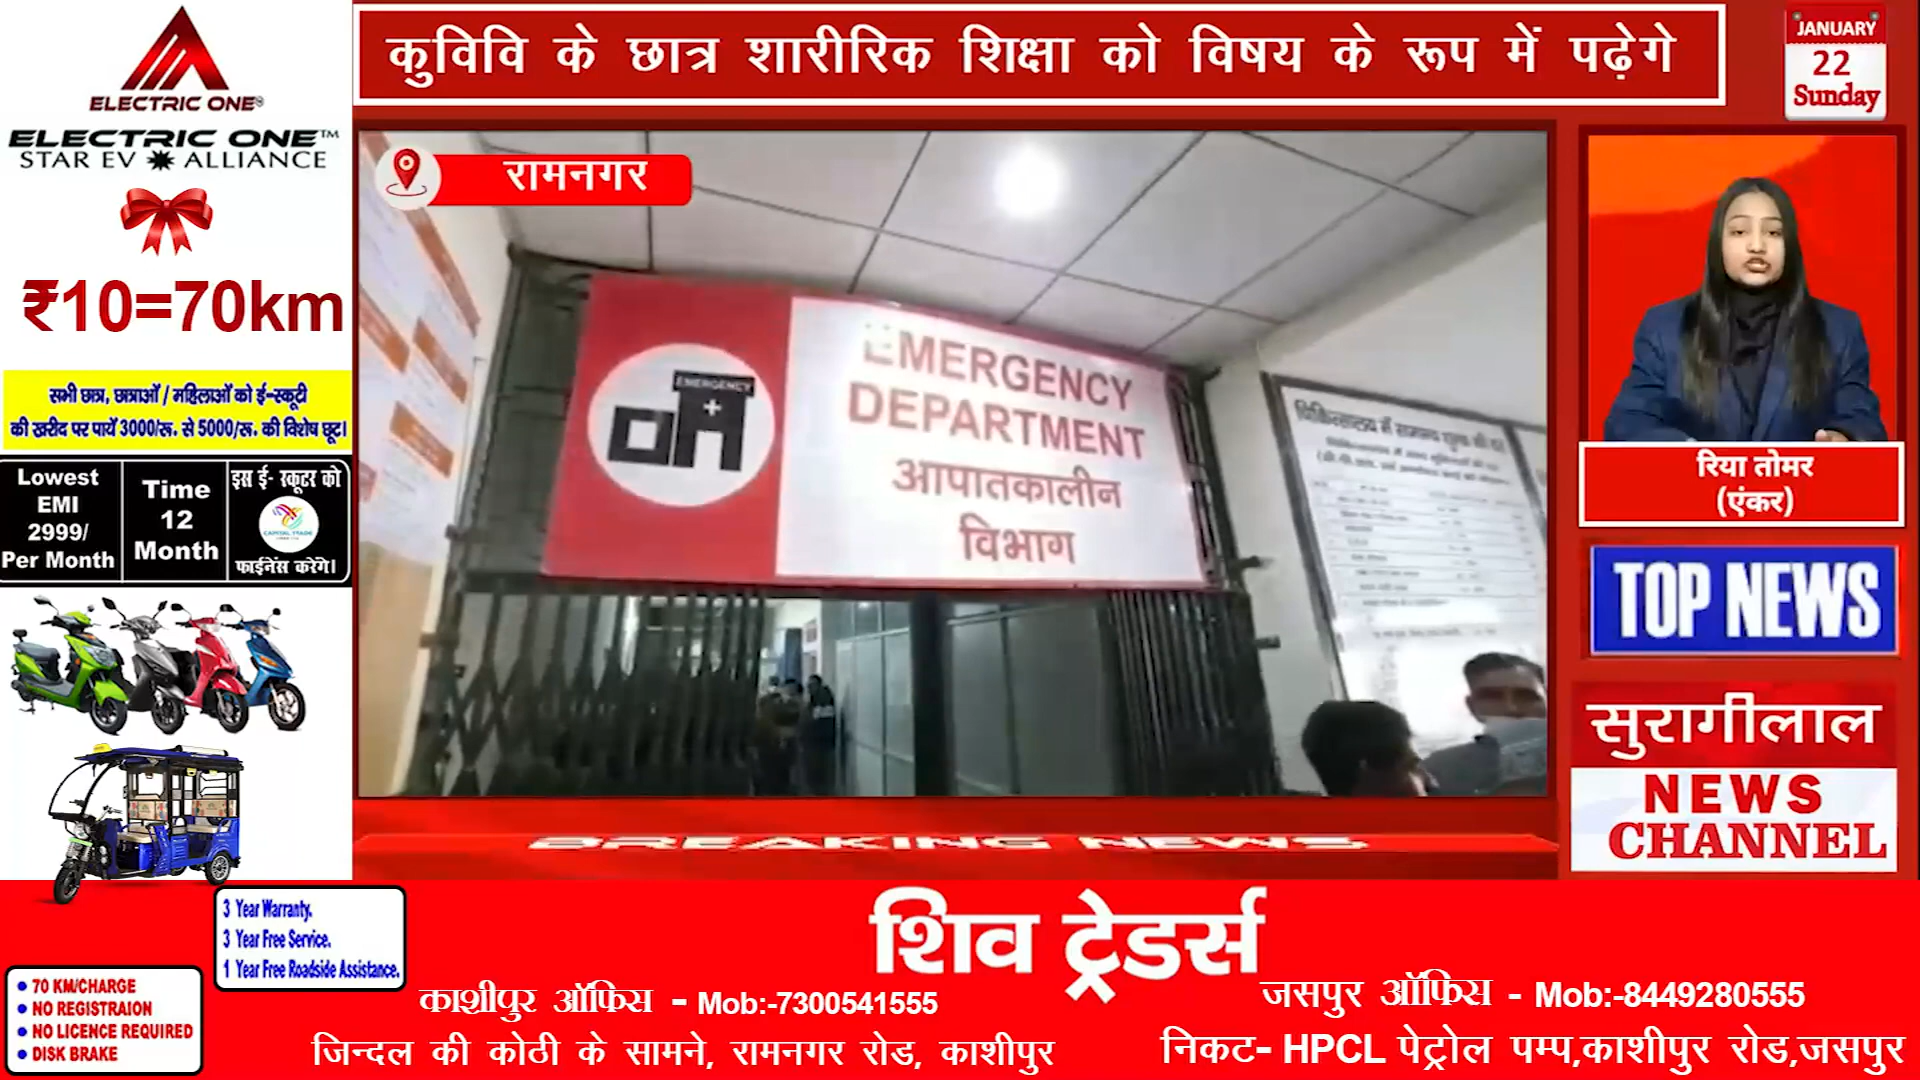 ELECTRIC ONE
ELECTRIC ONE™
STAR EV ALLIANCE
₹10=70km
सभी छात्र, छात्राओं / महिलाओं को ई-स्कूटी
की खरीद पर पायें 3000/रू. से 5000/रू. की विशेष छूट।
Lowest
EMI
2999/
Per Month
Time
12
Month
इस ई- स्कूटर को
CAPITAL TRADE
फाईनेंस करेंगे।
कुविवि के छात्र शारीरिक शिक्षा को विषय के रूप में पढ़ेगे
JANUARY
22
Sunday
रामनगर
EMERGENCY
EMERGENCY
DEPARTMENT
आपातकालीन
विभाग
रिया तोमर
(एंकर)
TOP NEWS
सुरागीलाल
NEWS
CHANNEL
BREAKING NEWS
3 Year Warranty.
3 Year Free Service.
1 Year Free Roadside Assistance.
• 70 KM/CHARGE
• NO REGISTRAION
• NO LICENCE REQUIRED
• DISK BRAKE
शिव ट्रेडर्स
काशीपुर ऑफिस - Mob:-7300541555
जिन्दल की कोठी के सामने, रामनगर रोड, काशीपुर
जसपुर ऑफिस - Mob:-8449280555
निकट- HPCL पेट्रोल पम्प,काशीपुर रोड,जसपुर